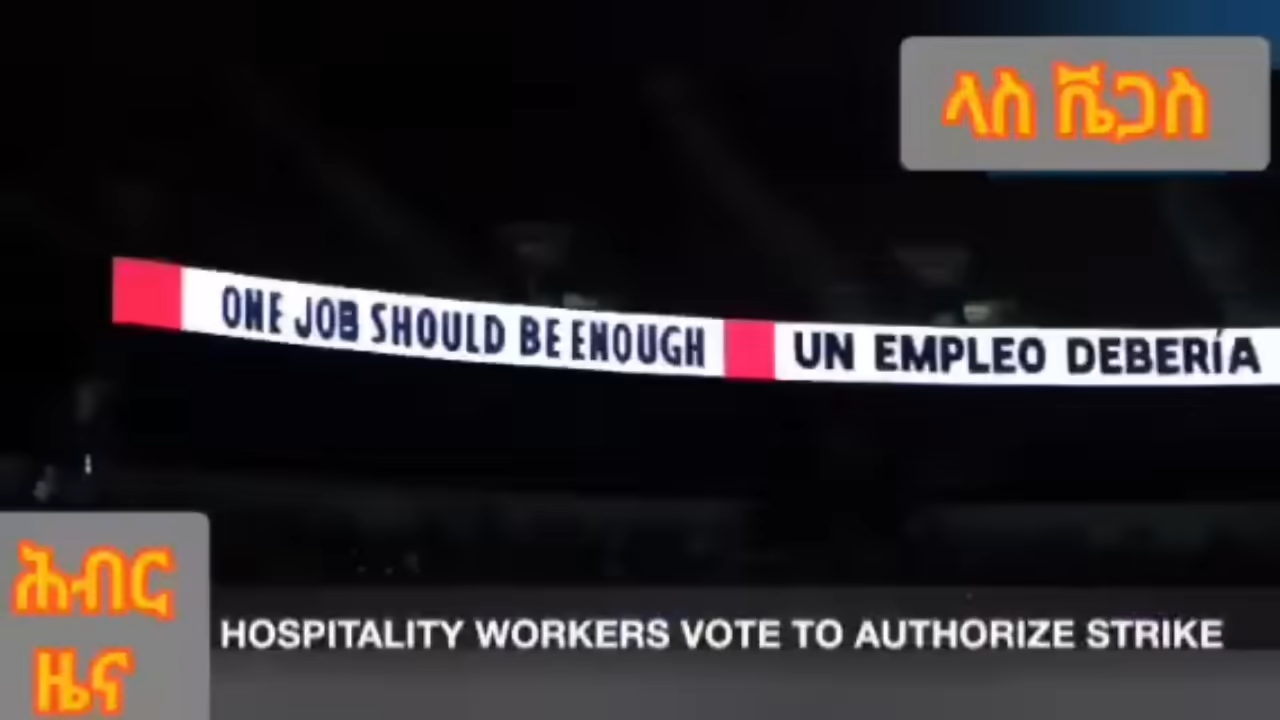 ላስ ቬጋስ
ONE JOB SHOULD BE ENOUGH UN EMPLEO DEBERÍA
ሕብር
ዜና
HOSPITALITY WORKERS VOTE TO AUTHORIZE STRIKE